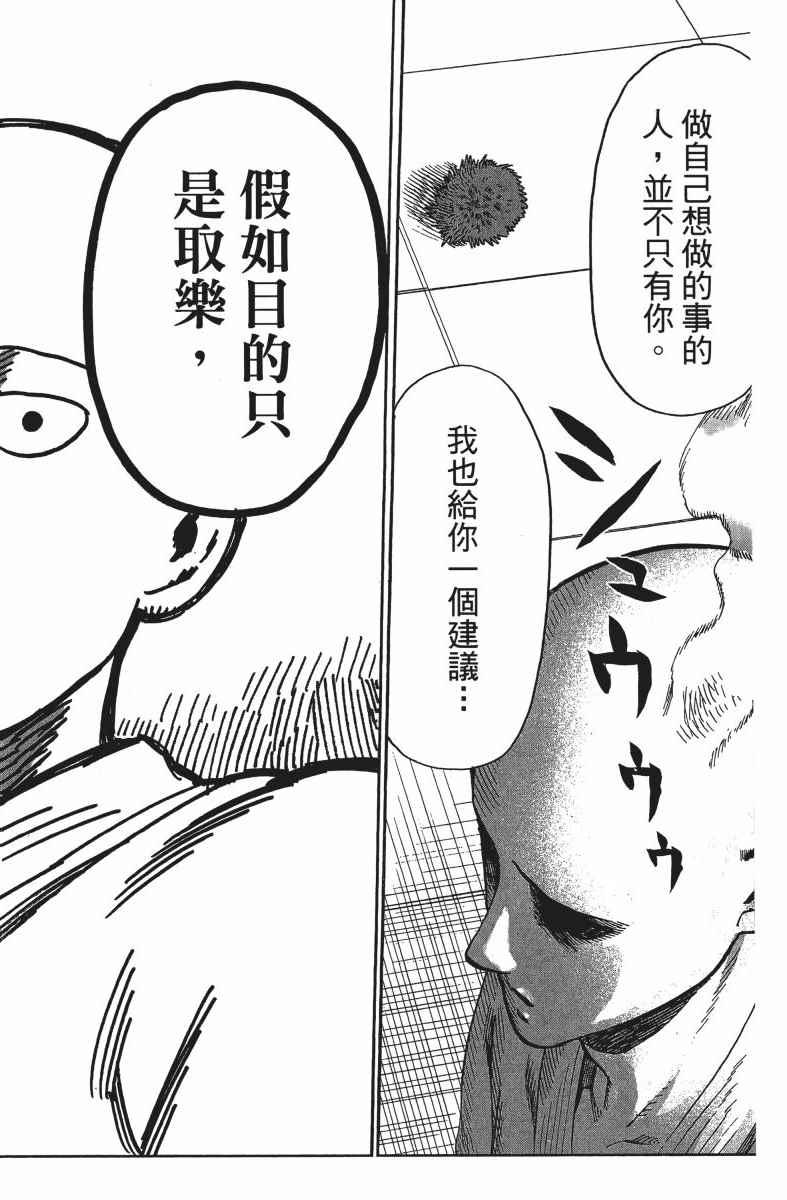 做自己想做的事的
人，並不只有你。
我也給你一個建議…
シュウウウウ
假如目的只
是取樂，